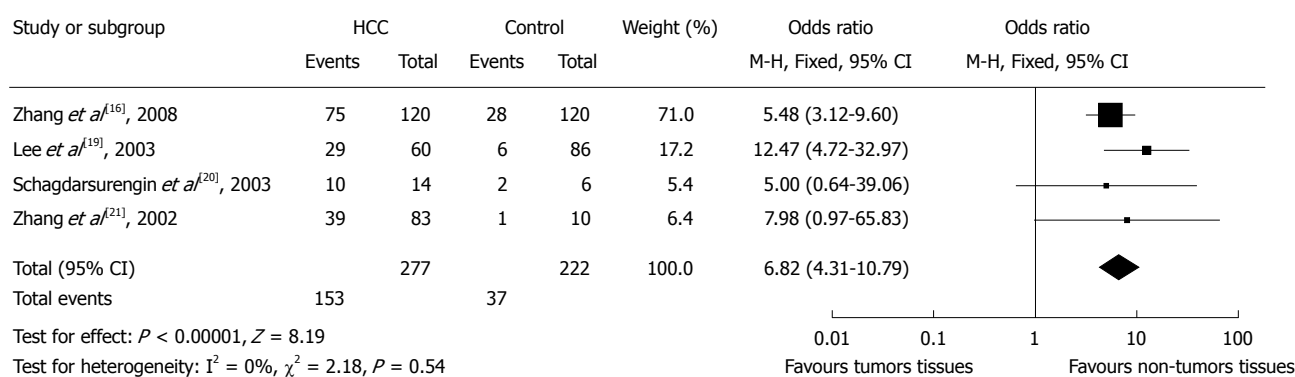 Study or subgroup HCC Control Weight (%) Odds ratio Odds ratio
Events Total Events Total M-H, Fixed, 95% CI M-H, Fixed, 95% CI
Zhang et al[16], 2008 75 120 28 120 71.0 5.48 (3.12-9.60)
Lee et al[19], 2003 29 60 6 86 17.2 12.47 (4.72-32.97)
Schagdarsurengin et al[20], 2003 10 14 2 6 5.4 5.00 (0.64-39.06)
Zhang et al[21], 2002 39 83 1 10 6.4 7.98 (0.97-65.83)
Total (95% CI) 277 222 100.0 6.82 (4.31-10.79)
Total events 153 37
Test for effect: P < 0.00001, Z = 8.19
Test for heterogeneity: I² = 0%, χ² = 2.18, P = 0.54
0.01 0.1 1 10 100
Favours tumors tissues Favours non-tumors tissues